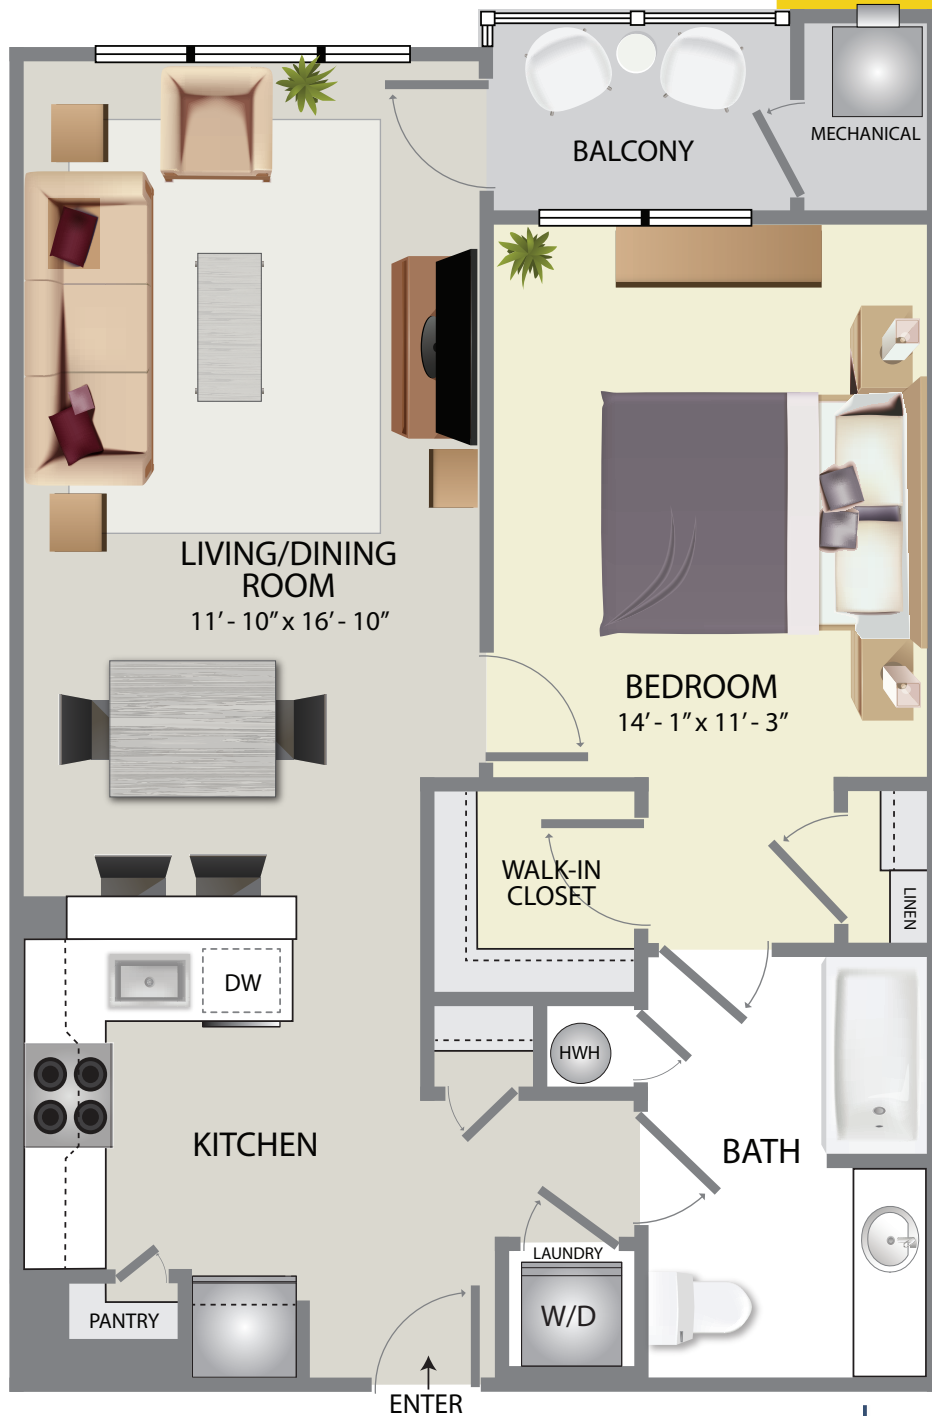 BALCONY
MECHANICAL
LIVING/DINING
ROOM
11' - 10" x 16' - 10"
BEDROOM
14' - 1" x 11' - 3"
WALK-IN
CLOSET
LINEN
DW
HWH
KITCHEN
BATH
LAUNDRY
W/D
PANTRY
ENTER